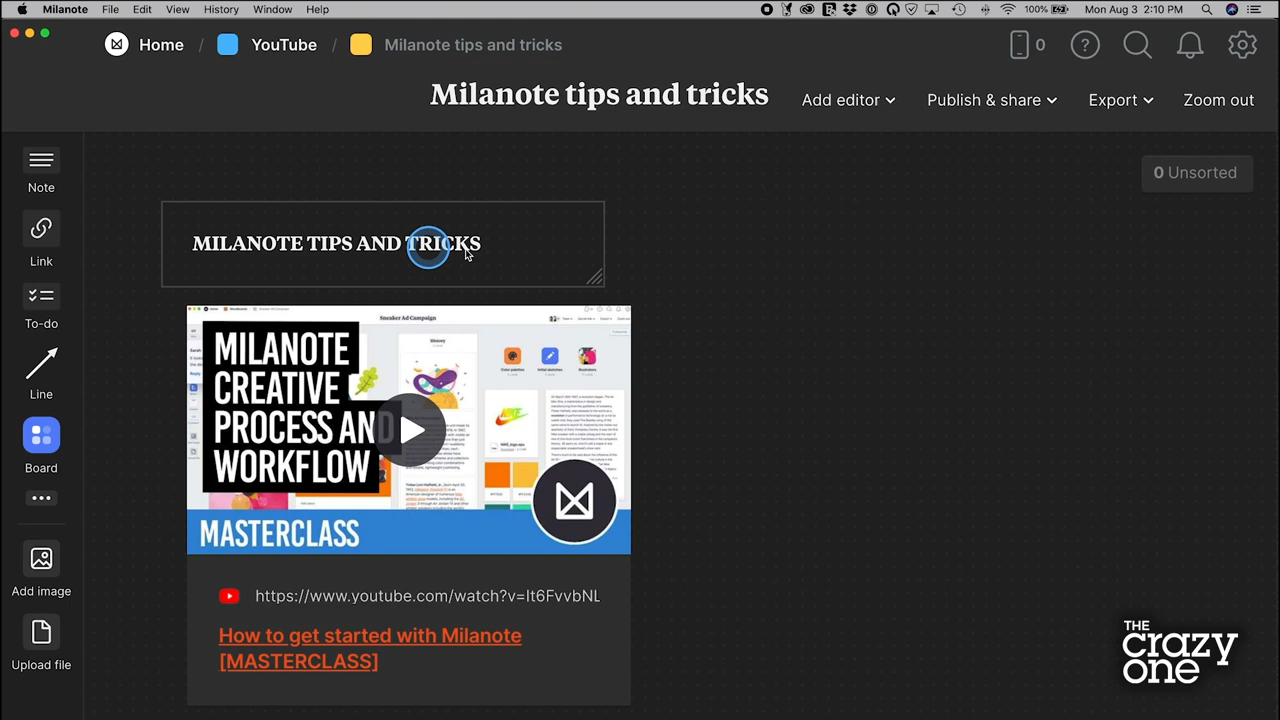 Milanote File Edit View History Window Help 100% Mon Aug 3 2:10 PM
Home / YouTube / Milanote tips and tricks
0
Milanote tips and tricks
Add editor Publish & share Export Zoom out
0 Unsorted
Note
Link
To-do
Line
Board
Add image
Upload file
MILANOTE TIPS AND TRICKS
Sneaker Ad Campaign
MILANOTE
CREATIVE
PROCESS AND
WORKFLOW
MASTERCLASS
https://www.youtube.com/watch?v=It6FvvbNL
How to get started with Milanote
[MASTERCLASS]
THE
crazy
one